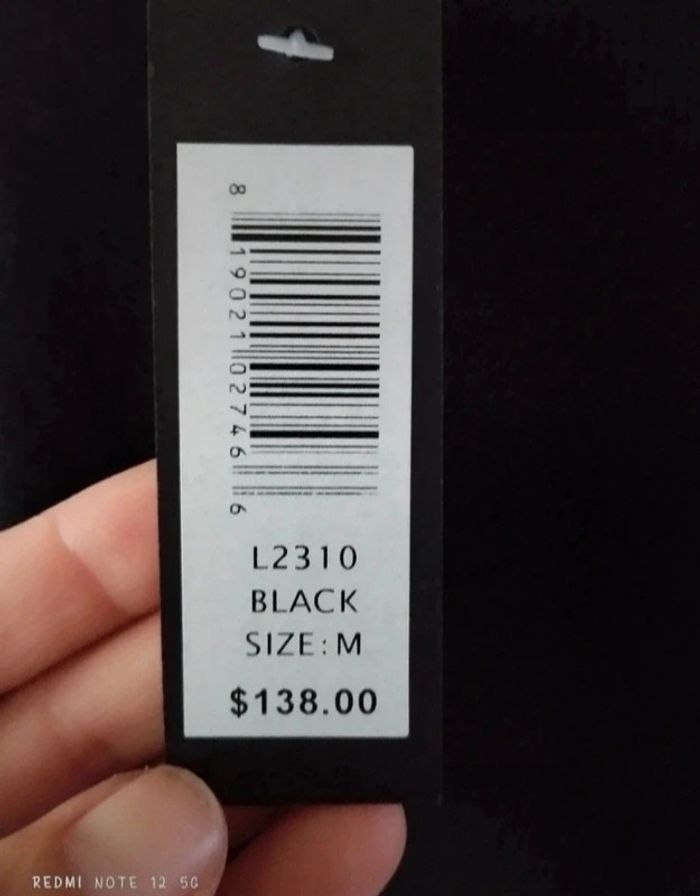 8 19021 02746 6
L2310
BLACK
SIZE: M
$138.00
REDMI NOTE 12 5G